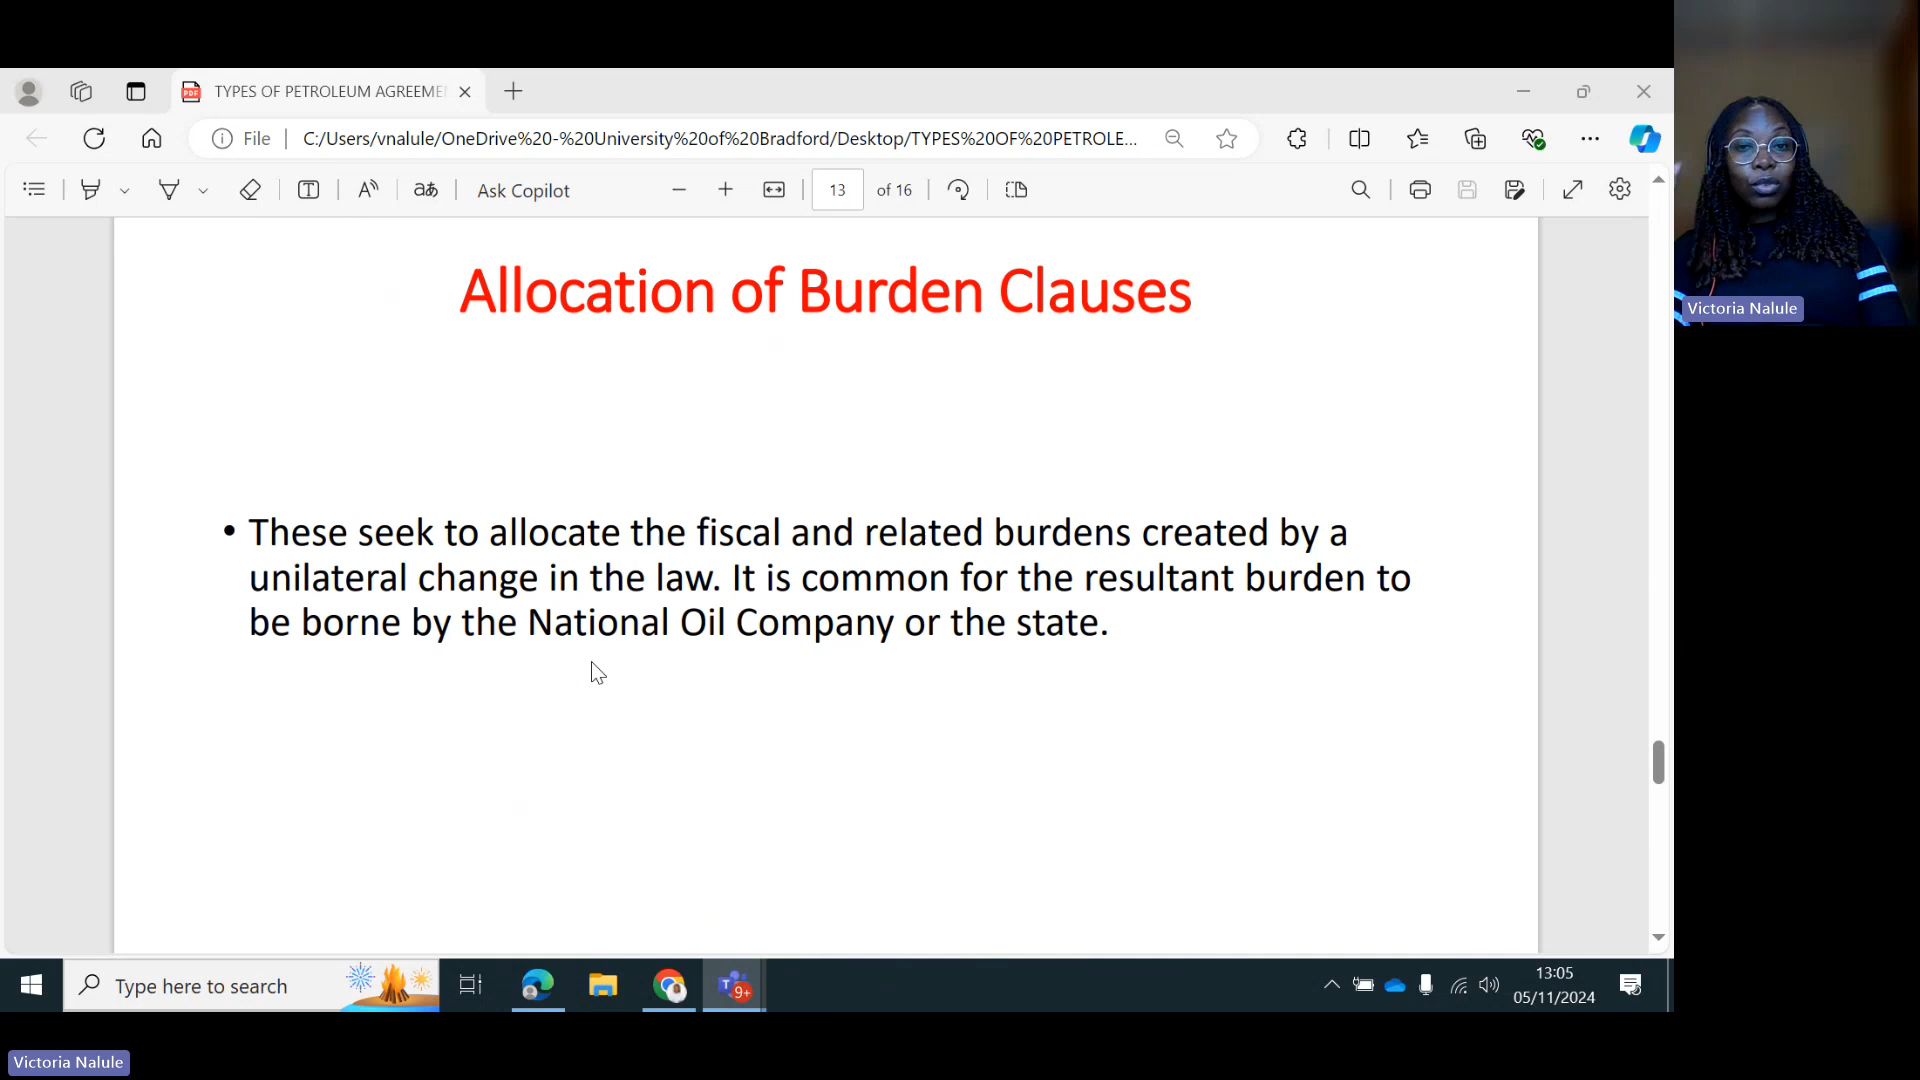 TYPES OF PETROLEUM AGREEME
File
C:/Users/vnalule/OneDrive%20-%20University%20of%20Bradford/Desktop/TYPES%20OF%20PETROLE...
Ask Copilot
13 of 16
Allocation of Burden Clauses
• These seek to allocate the fiscal and related burdens created by a
unilateral change in the law. It is common for the resultant burden to
be borne by the National Oil Company or the state.
Victoria Nalule
Type here to search
9+
13:05
05/11/2024
Victoria Nalule